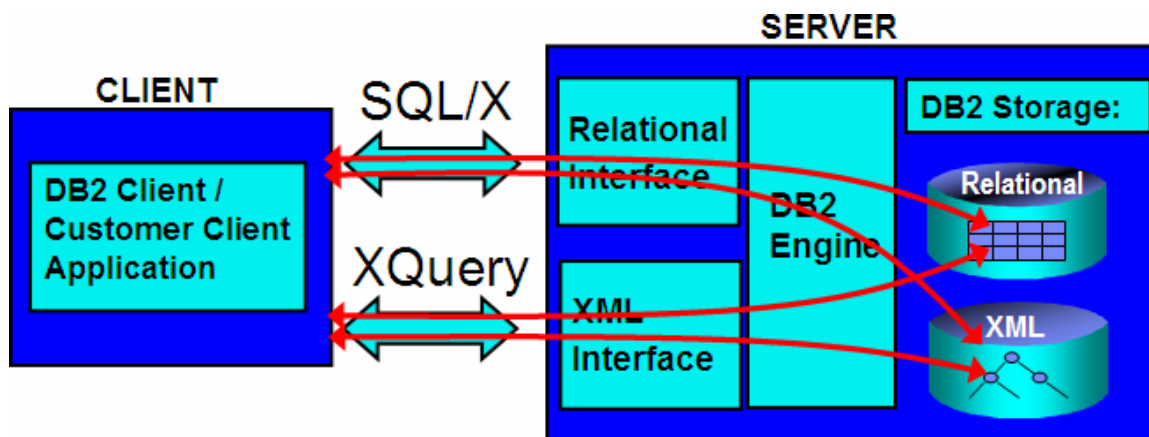 SERVER
CLIENT
SQL/X
DB2 Client /
Customer Client
Application
XQuery
Relational
Interface
XML
Interface
DB2
Engine
DB2 Storage:
Relational
XML